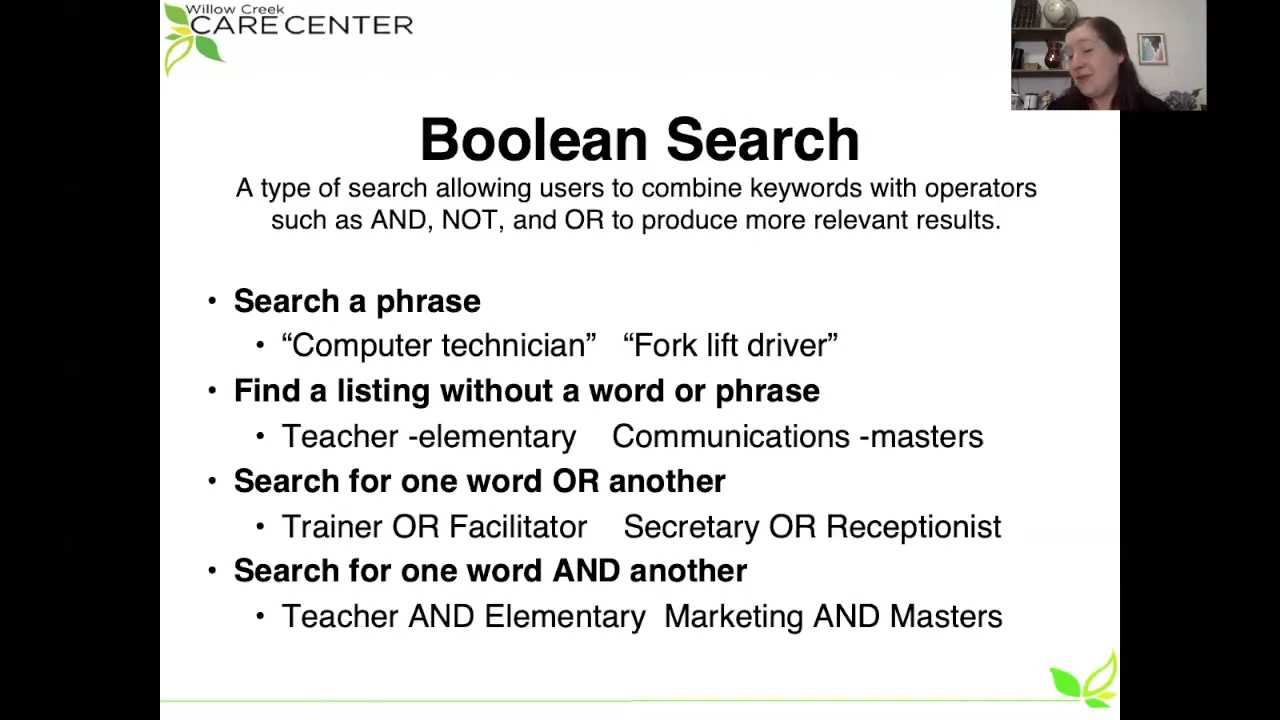 Willow Creek
CARE CENTER
Boolean Search
A type of search allowing users to combine keywords with operators
such as AND, NOT, and OR to produce more relevant results.
• Search a phrase
• “Computer technician” “Fork lift driver”
• Find a listing without a word or phrase
• Teacher -elementary Communications -masters
• Search for one word OR another
• Trainer OR Facilitator Secretary OR Receptionist
• Search for one word AND another
• Teacher AND Elementary Marketing AND Masters